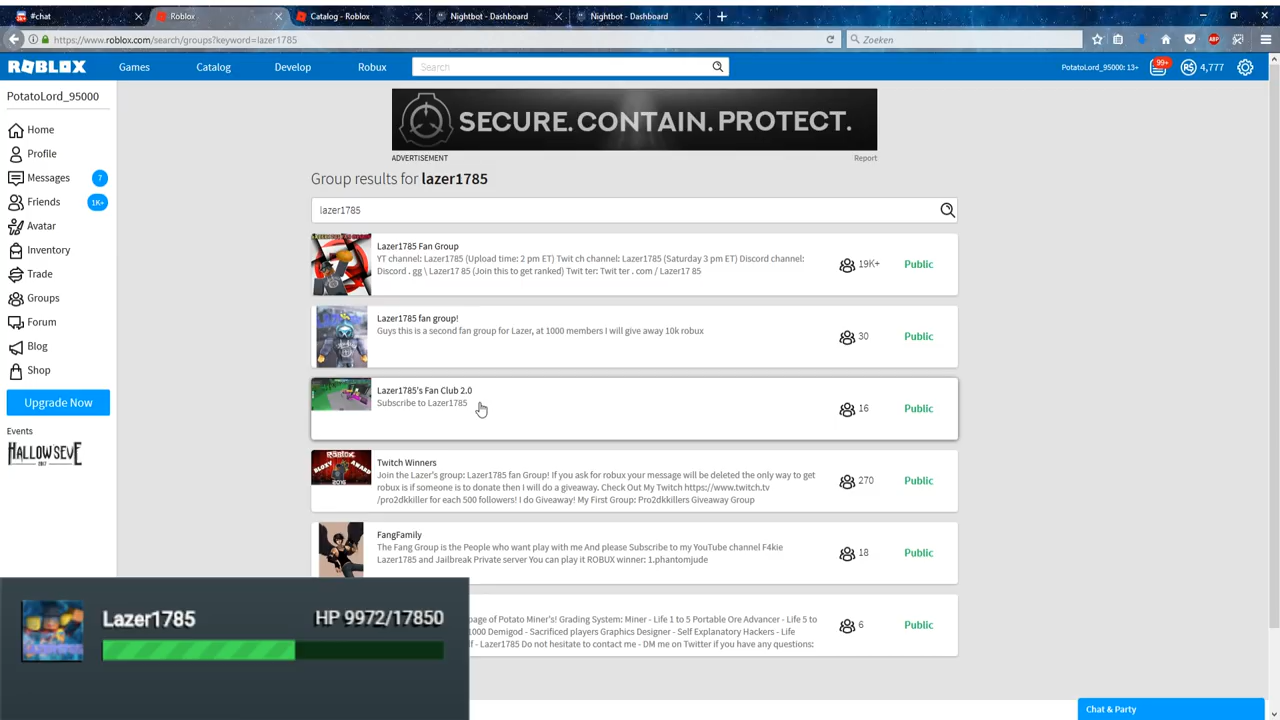 #chat
Roblox
Catalog - Roblox
Nightbot - Dashboard
Nightbot - Dashboard
https://www.roblox.com/search/groups?keyword=lazer1785
Zoeken
ABP
ROBLOX
Games
Catalog
Develop
Robux
Search
PotatoLord_95000: 13+
99+
R$ 4,777
PotatoLord_95000
Home
Profile
Messages
7
Friends
1K+
Avatar
Inventory
Trade
Groups
Forum
Blog
Shop
Upgrade Now
Events
HALLOW'S EVE
2017
SECURE. CONTAIN. PROTECT.
ADVERTISEMENT
Report
Group results for lazer1785
lazer1785
Lazer1785 Fan Group
YT channel: Lazer1785 (Upload time: 2 pm ET) Twit ch channel: Lazer1785 (Saturday 3 pm ET) Discord channel:
Discord . gg \ Lazer17 85 (Join this to get ranked) Twit ter: Twit ter . com / Lazer17 85
19K+
Public
Lazer1785 fan group!
Guys this is a second fan group for Lazer, at 1000 members I will give away 10k robux
30
Public
Lazer1785's Fan Club 2.0
Subscribe to Lazer1785
16
Public
ROBLOX
BLOXY AWARD
2016
Twitch Winners
Join the Lazer's group: Lazer1785 fan Group! If you ask for robux your message will be deleted the only way to get
robux is if someone is to donate then I will do a giveaway. Check Out My Twitch https://www.twitch.tv
/pro2dkkiller for each 500 followers! I do Giveaway! My First Group: Pro2dkkillers Giveaway Group
270
Public
FangFamily
The Fang Group is the People who want play with me And please Subscribe to my YouTube channel F4kie
Lazer1785 and Jailbreak Private server You can play it ROBUX winner: 1.phantomjude
18
Public
page of Potato Miner's! Grading System: Miner - Life 1 to 5 Portable Ore Advancer - Life 5 to
1000 Demigod - Sacrificed players Graphics Designer - Self Explanatory Hackers - Life
- Lazer1785 Do not hesitate to contact me - DM me on Twitter if you have any questions:
6
Public
Lazer1785
HP 9972/17850
Chat & Party